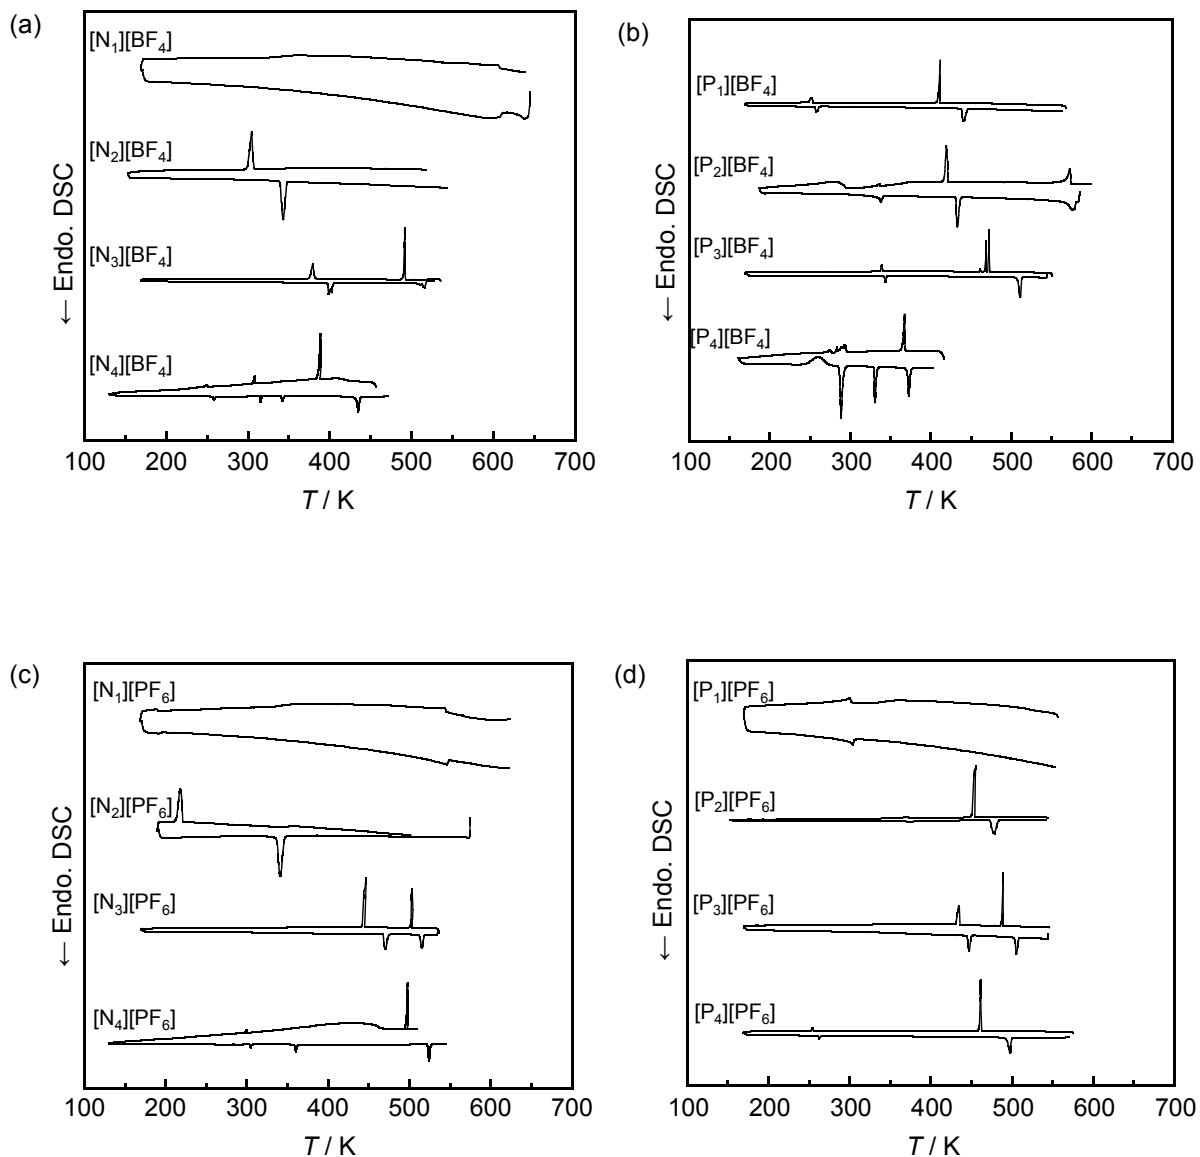 (a)
[N₁][BF₄]
[N₂][BF₄]
[N₃][BF₄]
[N₄][BF₄]
← Endo. DSC
100 200 300 400 500 600 700
T / K
(b)
[P₁][BF₄]
[P₂][BF₄]
[P₃][BF₄]
[P₄][BF₄]
← Endo. DSC
100 200 300 400 500 600 700
T / K
(c)
[N₁][PF₆]
[N₂][PF₆]
[N₃][PF₆]
[N₄][PF₆]
← Endo. DSC
100 200 300 400 500 600 700
T / K
(d)
[P₁][PF₆]
[P₂][PF₆]
[P₃][PF₆]
[P₄][PF₆]
← Endo. DSC
100 200 300 400 500 600 700
T / K